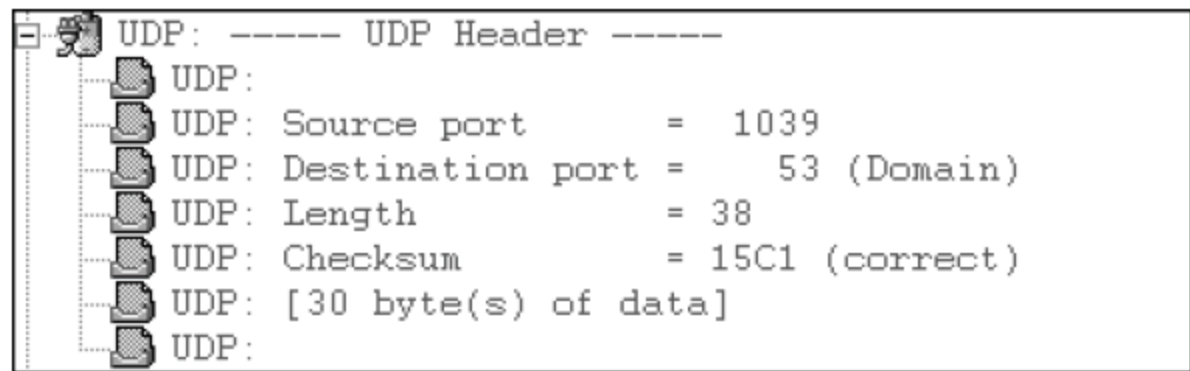 UDP: ----- UDP Header -----
UDP:
UDP: Source port = 1039
UDP: Destination port = 53 (Domain)
UDP: Length = 38
UDP: Checksum = 15C1 (correct)
UDP: [30 byte(s) of data]
UDP: